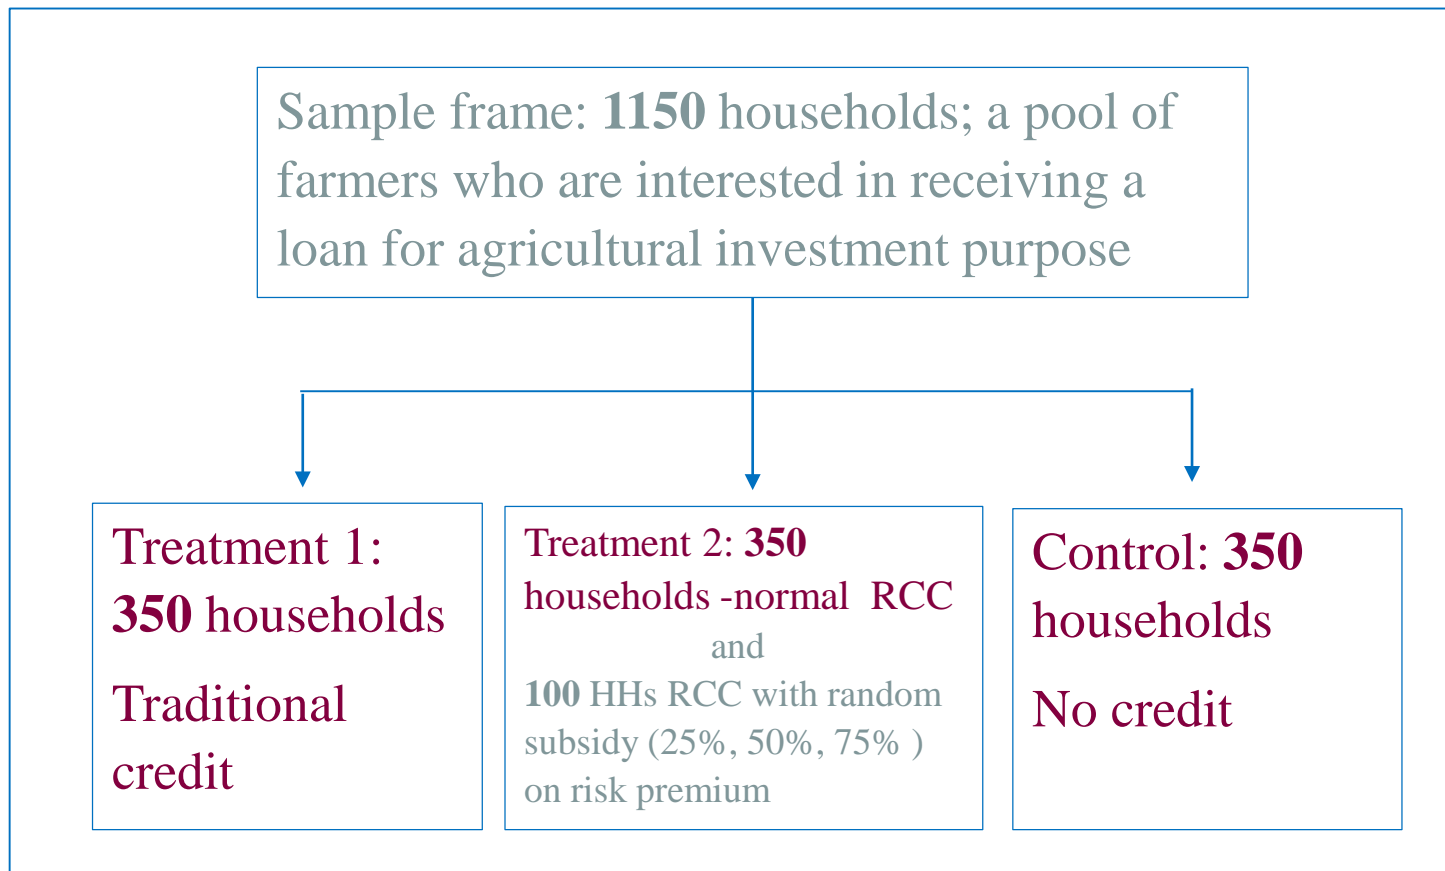 Sample frame: 1150 households; a pool of
farmers who are interested in receiving a
loan for agricultural investment purpose
Treatment 1:
350 households
Traditional
credit
Treatment 2: 350
households -normal RCC
and
100 HHs RCC with random
subsidy (25%, 50%, 75% )
on risk premium
Control: 350
households
No credit